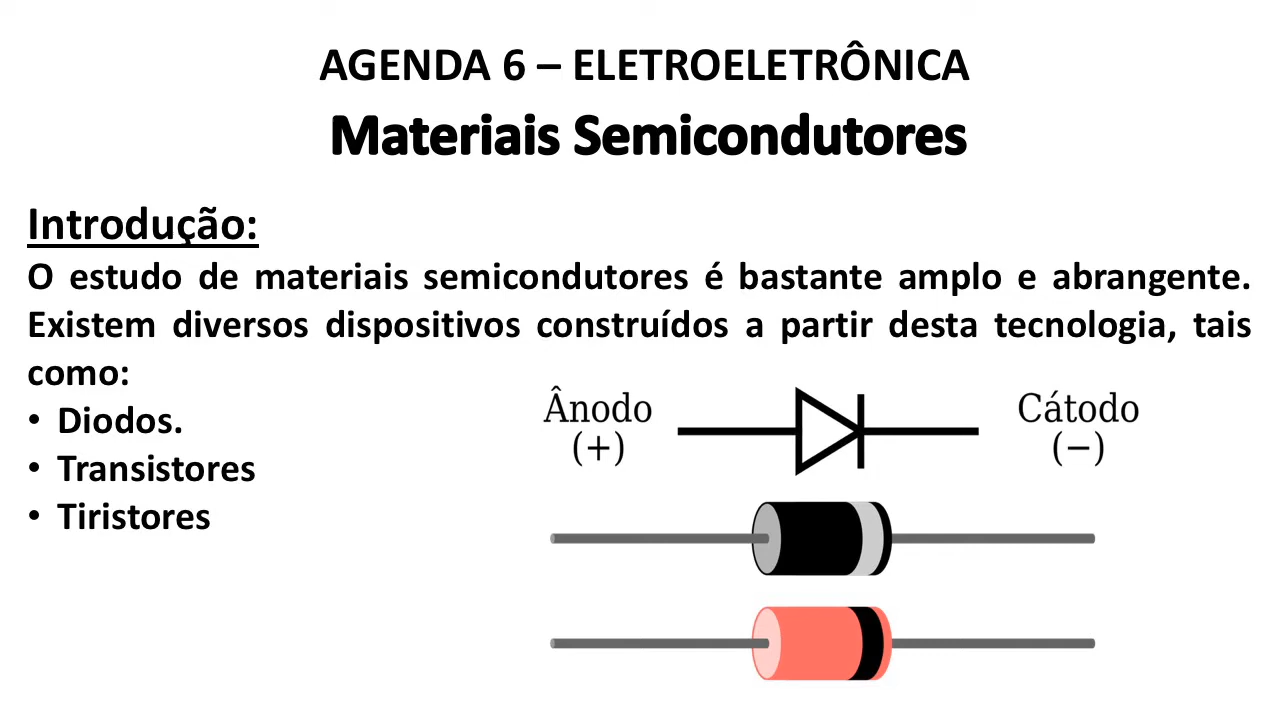 AGENDA 6 – ELETROELETRÔNICA
Materiais Semicondutores
Introdução:
O estudo de materiais semicondutores é bastante amplo e abrangente.
Existem diversos dispositivos construídos a partir desta tecnologia, tais
como:
• Diodos.
• Transistores
• Tiristores
Ânodo
(+)
Cátodo
(−)